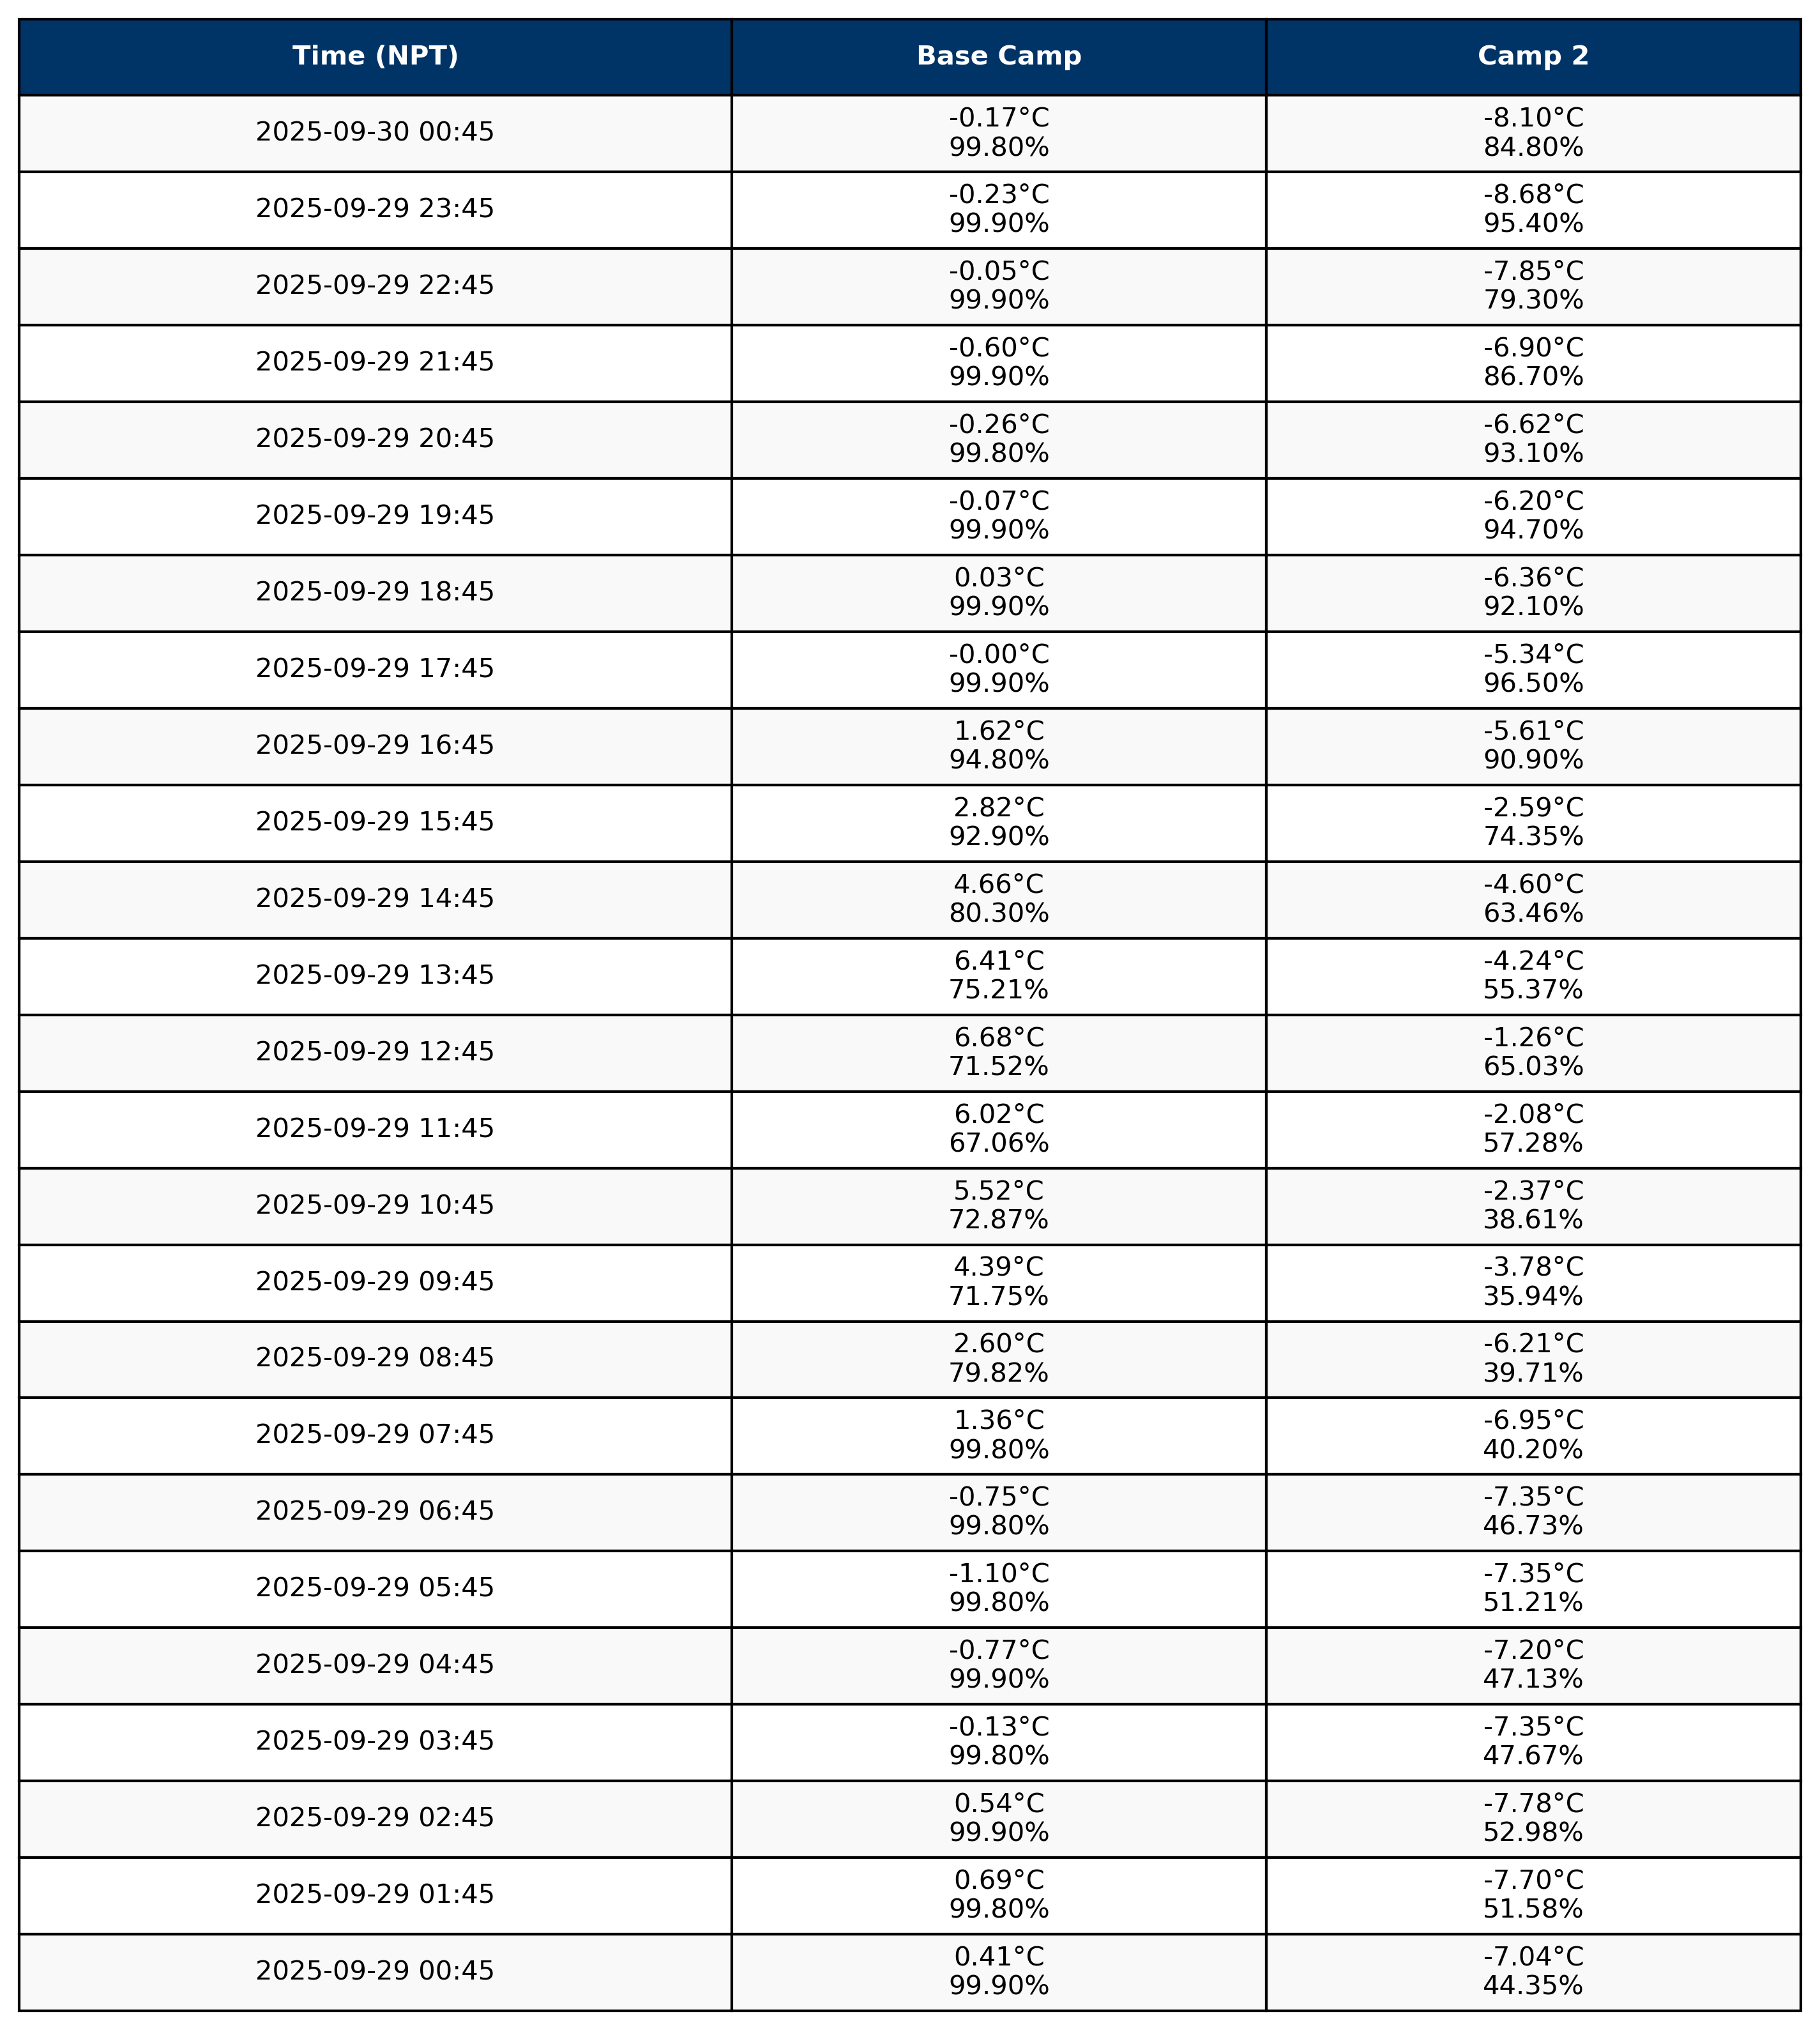 Time (NPT) Base Camp Camp 2
2025-09-30 00:45 -0.17°C -8.10°C
99.80% 84.80%
2025-09-29 23:45 -0.23°C -8.68°C
99.90% 95.40%
2025-09-29 22:45 -0.05°C -7.85°C
99.90% 79.30%
2025-09-29 21:45 -0.60°C -6.90°C
99.90% 86.70%
2025-09-29 20:45 -0.26°C -6.62°C
99.80% 93.10%
2025-09-29 19:45 -0.07°C -6.20°C
99.90% 94.70%
2025-09-29 18:45 0.03°C -6.36°C
99.90% 92.10%
2025-09-29 17:45 -0.00°C -5.34°C
99.90% 96.50%
2025-09-29 16:45 1.62°C -5.61°C
94.80% 90.90%
2025-09-29 15:45 2.82°C -2.59°C
92.90% 74.35%
2025-09-29 14:45 4.66°C -4.60°C
80.30% 63.46%
2025-09-29 13:45 6.41°C -4.24°C
75.21% 55.37%
2025-09-29 12:45 6.68°C -1.26°C
71.52% 65.03%
2025-09-29 11:45 6.02°C -2.08°C
67.06% 57.28%
2025-09-29 10:45 5.52°C -2.37°C
72.87% 38.61%
2025-09-29 09:45 4.39°C -3.78°C
71.75% 35.94%
2025-09-29 08:45 2.60°C -6.21°C
79.82% 39.71%
2025-09-29 07:45 1.36°C -6.95°C
99.80% 40.20%
2025-09-29 06:45 -0.75°C -7.35°C
99.80% 46.73%
2025-09-29 05:45 -1.10°C -7.35°C
99.80% 51.21%
2025-09-29 04:45 -0.77°C -7.20°C
99.90% 47.13%
2025-09-29 03:45 -0.13°C -7.35°C
99.80% 47.67%
2025-09-29 02:45 0.54°C -7.78°C
99.90% 52.98%
2025-09-29 01:45 0.69°C -7.70°C
99.80% 51.58%
2025-09-29 00:45 0.41°C -7.04°C
99.90% 44.35%